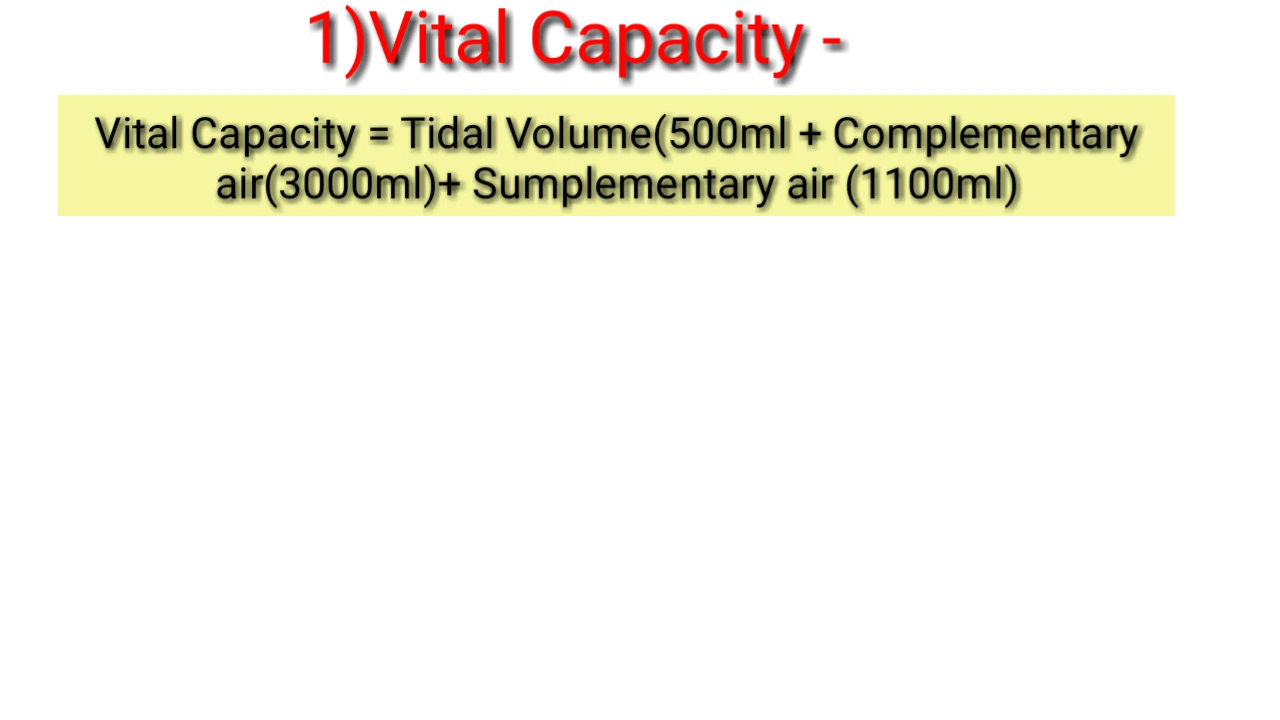 1)Vital Capacity -
Vital Capacity = Tidal Volume(500ml + Complementary
air(3000ml)+ Sumplementary air (1100ml)